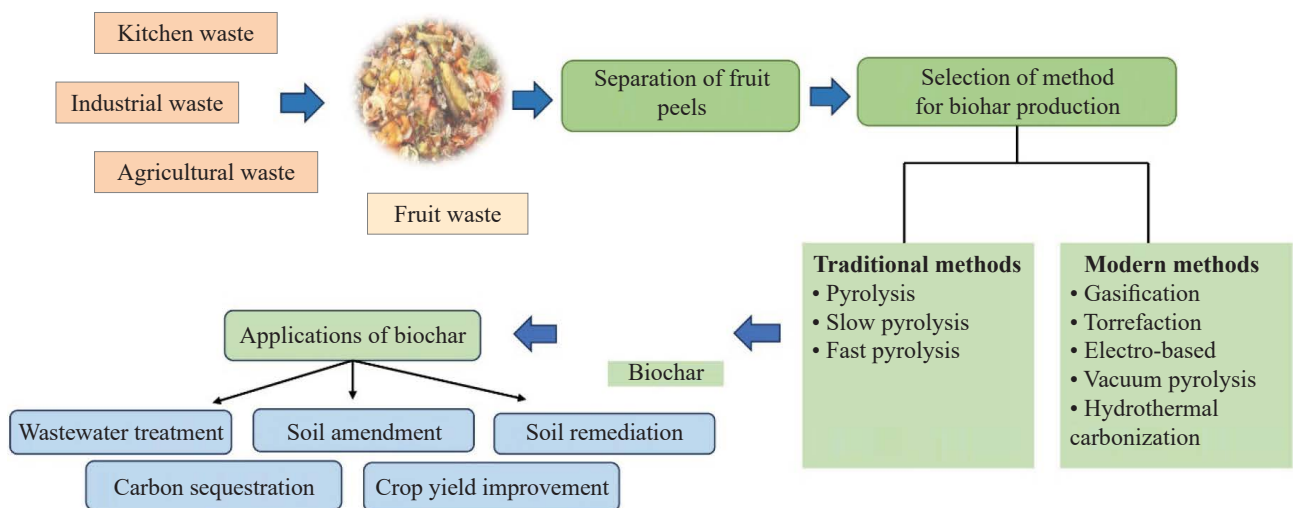 Kitchen waste
Industrial waste
Agricultural waste
Fruit waste
Separation of fruit
peels
Selection of method
for biohar production
Traditional methods
• Pyrolysis
• Slow pyrolysis
• Fast pyrolysis
Modern methods
• Gasification
• Torrefaction
• Electro-based
• Vacuum pyrolysis
• Hydrothermal
carbonization
Biochar
Applications of biochar
Wastewater treatment
Soil amendment
Soil remediation
Carbon sequestration
Crop yield improvement